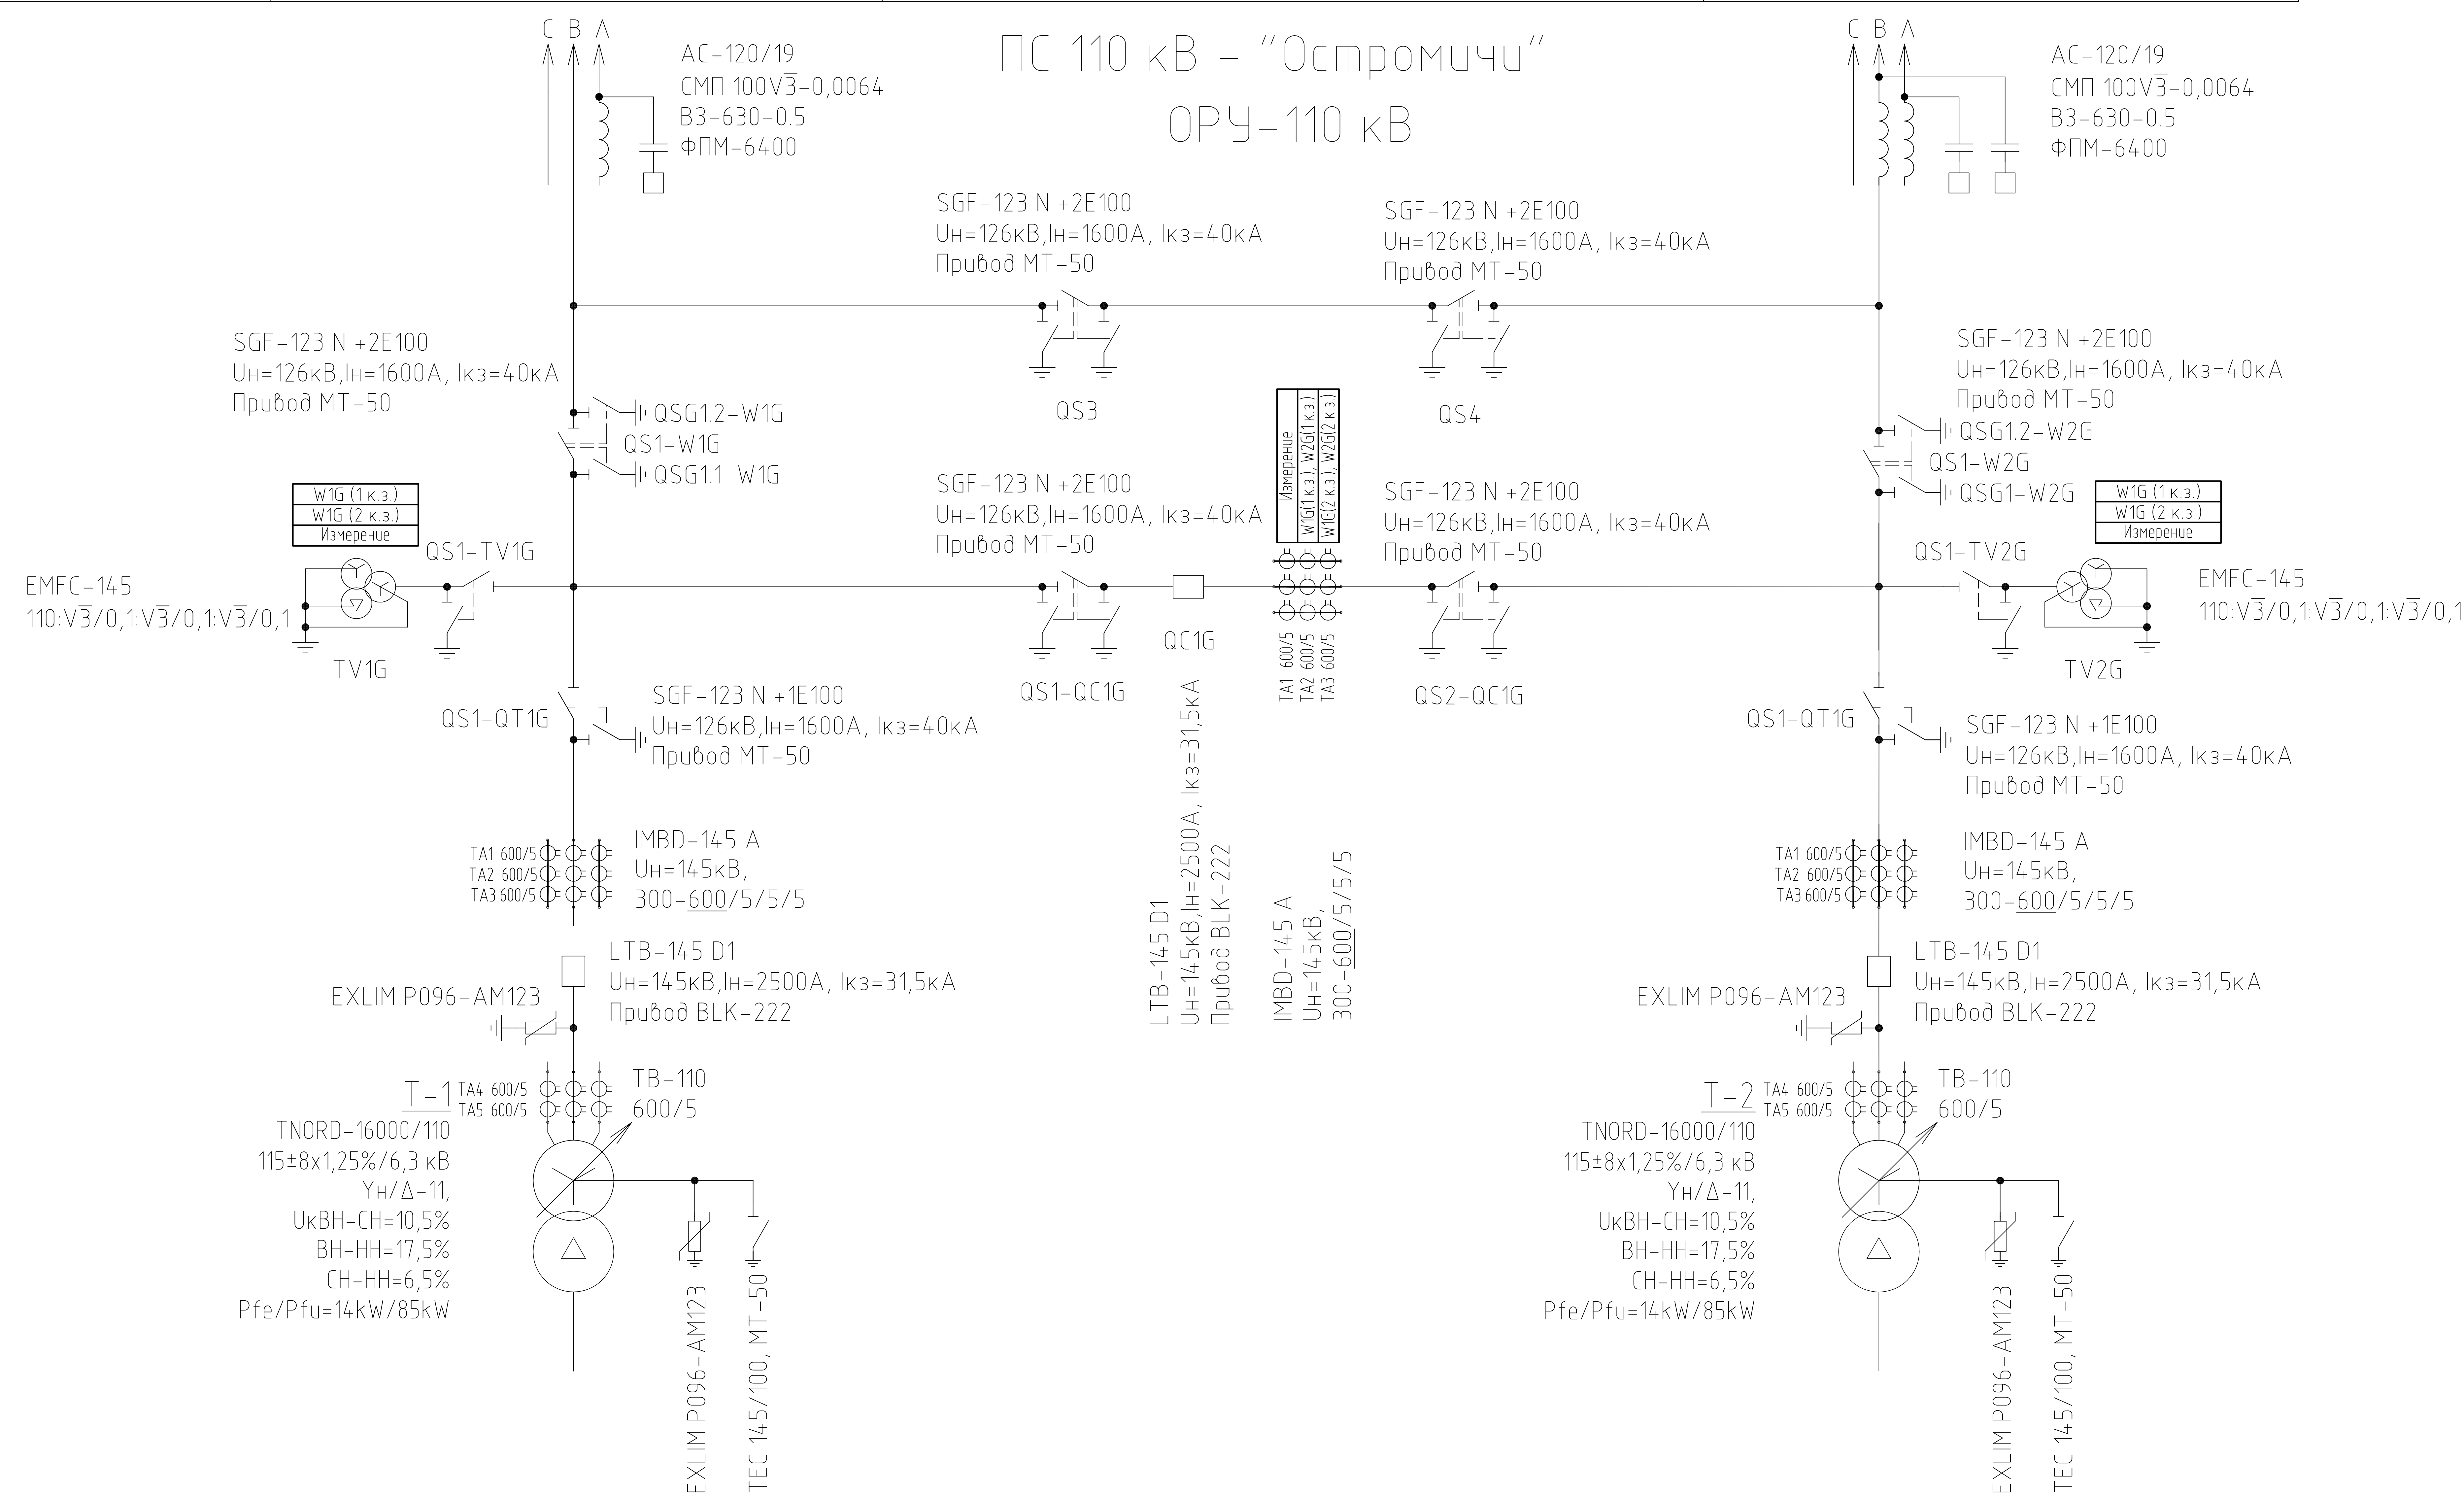 ПС 110 кВ – "Остромичи"
ОРУ–110 кВ
C B A
АС–120/19
СМП 100V3̅–0,0064
ВЗ–630–0.5
ФПМ–6400
C B A
АС–120/19
СМП 100V3̅–0,0064
ВЗ–630–0.5
ФПМ–6400
SGF–123 N +2E100
Uн=126кВ,Iн=1600А, Iкз=40кА
Привод МТ–50
QS3
SGF–123 N +2E100
Uн=126кВ,Iн=1600А, Iкз=40кА
Привод МТ–50
QS4
SGF–123 N +2E100
Uн=126кВ,Iн=1600А, Iкз=40кА
Привод МТ–50
QSG1.2–W1G
QS1–W1G
QSG1.1–W1G
SGF–123 N +2E100
Uн=126кВ,Iн=1600А, Iкз=40кА
Привод МТ–50
QSG1.2–W2G
QS1–W2G
QSG1–W2G
W1G (1 к.з.)
W1G (2 к.з.)
Измерение
QS1–TV1G
EMFC–145
110:V3̅/0,1:V3̅/0,1:V3̅/0,1
TV1G
SGF–123 N +2E100
Uн=126кВ,Iн=1600А, Iкз=40кА
Привод МТ–50
QS1–QC1G
QC1G
LTB–145 D1
Uн=145кВ,Iн=2500А, Iкз=31,5кА
Привод BLK–222
Измерение
W1G(1 к.з.), W2G(1 к.з.)
W1G(2 к.з.), W2G(2 к.з.)
TA1 600/5
TA2 600/5
TA3 600/5
IMBD–145 A
Uн=145кВ,
300–600/5/5/5
SGF–123 N +2E100
Uн=126кВ,Iн=1600А, Iкз=40кА
Привод МТ–50
QS2–QC1G
W1G (1 к.з.)
W1G (2 к.з.)
Измерение
QS1–TV2G
EMFC–145
110:V3̅/0,1:V3̅/0,1:V3̅/0,1
TV2G
QS1–QT1G
SGF–123 N +1E100
Uн=126кВ,Iн=1600А, Iкз=40кА
Привод МТ–50
TA1 600/5
TA2 600/5
TA3 600/5
IMBD–145 A
Uн=145кВ,
300–600/5/5/5
LTB–145 D1
Uн=145кВ,Iн=2500А, Iкз=31,5кА
Привод BLK–222
EXLIM P096–AM123
TA4 600/5
TA5 600/5
ТВ–110
600/5
Т–1
TNORD–16000/110
115±8х1,25%/6,3 кВ
Yн/Δ–11,
UкВН–СН=10,5%
ВН–НН=17,5%
СН–НН=6,5%
Pfe/Pfu=14kW/85kW
EXLIM P096–AM123
TEC 145/100, MT–50
QS1–QT1G
SGF–123 N +1E100
Uн=126кВ,Iн=1600А, Iкз=40кА
Привод МТ–50
TA1 600/5
TA2 600/5
TA3 600/5
IMBD–145 A
Uн=145кВ,
300–600/5/5/5
LTB–145 D1
Uн=145кВ,Iн=2500А, Iкз=31,5кА
Привод BLK–222
EXLIM P096–AM123
TA4 600/5
TA5 600/5
ТВ–110
600/5
Т–2
TNORD–16000/110
115±8х1,25%/6,3 кВ
Yн/Δ–11,
UкВН–СН=10,5%
ВН–НН=17,5%
СН–НН=6,5%
Pfe/Pfu=14kW/85kW
EXLIM P096–AM123
TEC 145/100, MT–50